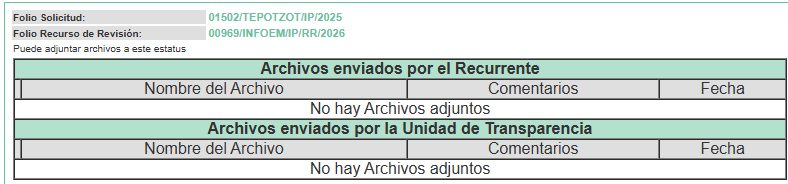 Folio Solicitud: 01502/TEPOTZOT/IP/2025
Folio Recurso de Revisión: 00969/INFOEM/IP/RR/2026
Puede adjuntar archivos a este estatus
Archivos enviados por el Recurrente
Nombre del Archivo Comentarios Fecha
No hay Archivos adjuntos
Archivos enviados por la Unidad de Transparencia
Nombre del Archivo Comentarios Fecha
No hay Archivos adjuntos